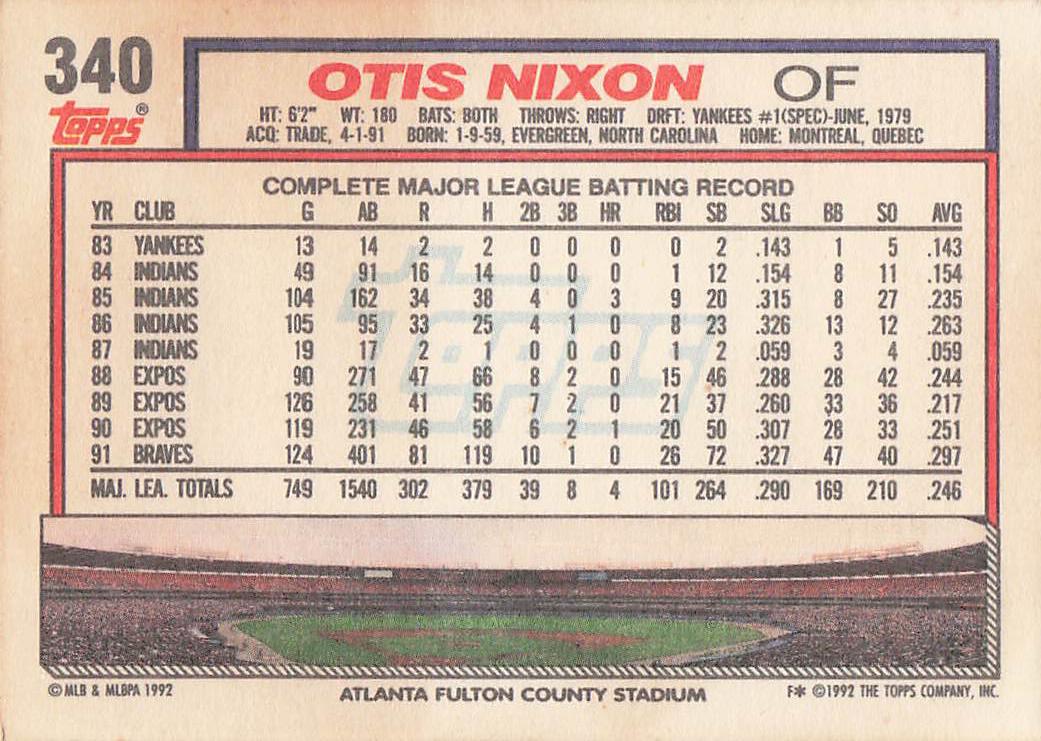 340
Topps®
OTIS NIXON OF
HT: 6'2" WT: 180 BATS: BOTH THROWS: RIGHT DRFT: YANKEES #1(SPEC)-JUNE, 1979
ACQ: TRADE, 4-1-91 BORN: 1-9-59, EVERGREEN, NORTH CAROLINA HOME: MONTREAL, QUEBEC
COMPLETE MAJOR LEAGUE BATTING RECORD
YR CLUB G AB R H 2B 3B HR RBI SB SLG BB SO AVG
83 YANKEES 13 14 2 2 0 0 0 0 2 .143 1 5 .143
84 INDIANS 49 91 16 14 0 0 0 1 12 .154 8 11 .154
85 INDIANS 104 162 34 38 4 0 3 9 20 .315 8 27 .235
86 INDIANS 105 95 33 25 4 1 0 8 23 .326 13 12 .263
87 INDIANS 19 17 2 1 0 0 0 1 2 .059 3 4 .059
88 EXPOS 90 271 47 66 8 2 0 15 46 .288 28 42 .244
89 EXPOS 126 258 41 56 7 2 0 21 37 .260 33 36 .217
90 EXPOS 119 231 46 58 6 2 1 20 50 .307 28 33 .251
91 BRAVES 124 401 81 119 10 1 0 26 72 .327 47 40 .297
MAJ. LEA. TOTALS 749 1540 302 379 39 8 4 101 264 .290 169 210 .246
Topps
© MLB & MLBPA 1992 ATLANTA FULTON COUNTY STADIUM F* ©1992 THE TOPPS COMPANY, INC.